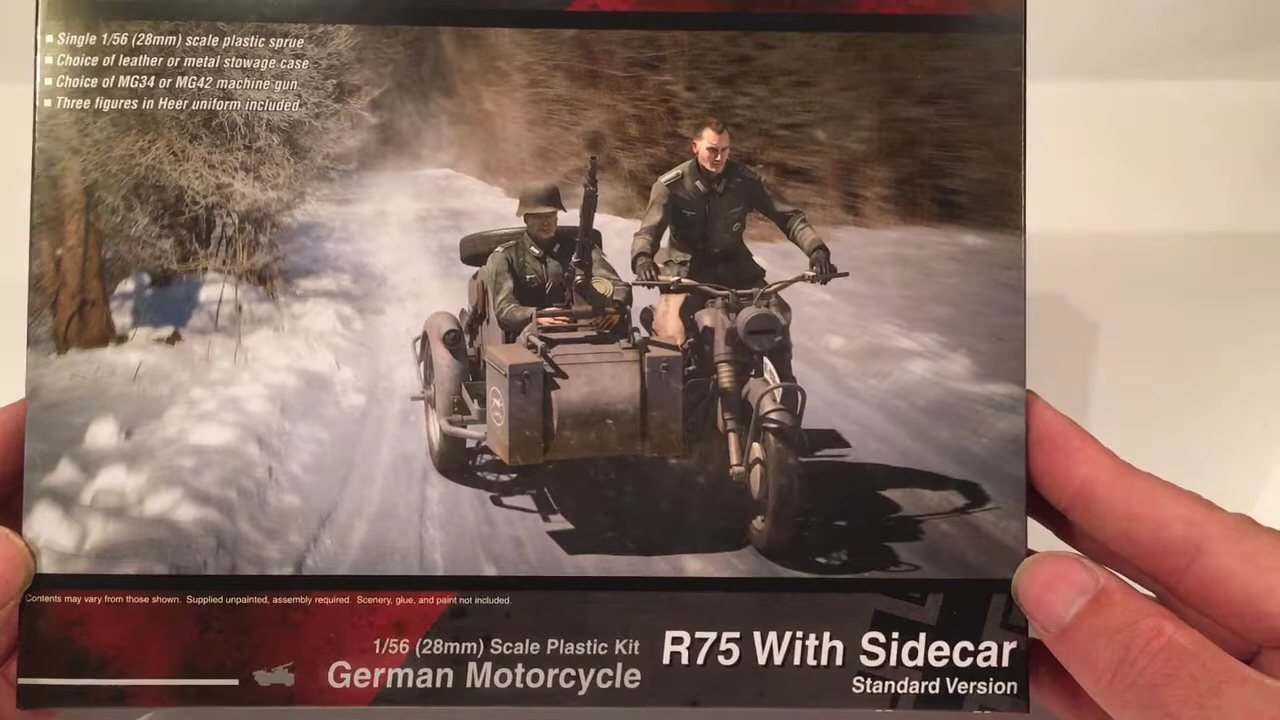 Single 1/56 (28mm) scale plastic sprue
Choice of leather or metal stowage case
Choice of MG34 or MG42 machine gun
Three figures in Heer uniform included
Contents may vary from those shown. Supplied unpainted, assembly required. Scenery, glue, and paint not included.
1/56 (28mm) Scale Plastic Kit
German Motorcycle
R75 With Sidecar
Standard Version